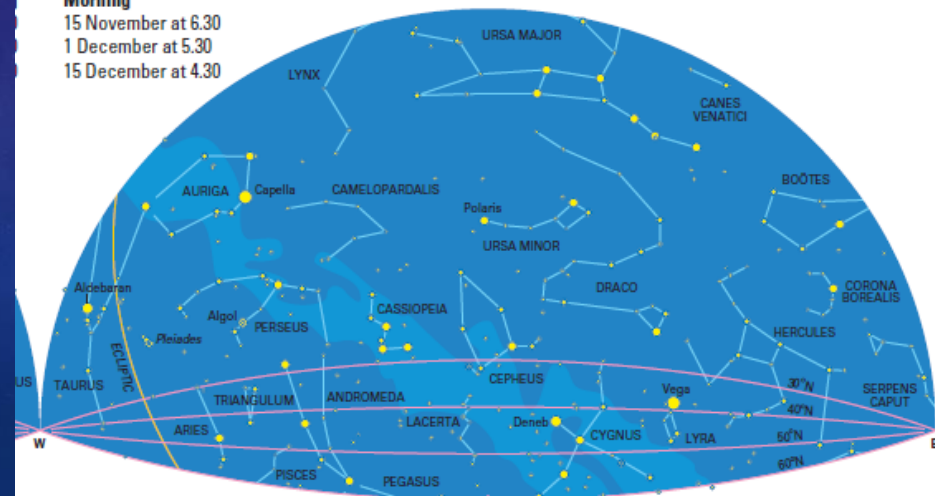 Morning
15 November at 6.30
1 December at 5.30
15 December at 4.30
URSA MAJOR
LYNX
CANES
VENATICI
AURIGA
Capella
CAMELOPARDALIS
BOÖTES
Polaris
URSA MINOR
Aldebaran
DRACO
CORONA
BOREALIS
Algol
CASSIOPEIA
PERSEUS
Pleiades
HERCULES
ECLIPTIC
US
TAURUS
CEPHEUS
30°N
TRIANGULUM
ANDROMEDA
Vega
SERPENS
CAPUT
40°N
ARIES
LACERTA
Deneb
CYGNUS
LYRA
50°N
W
E
60°N
PISCES
PEGASUS